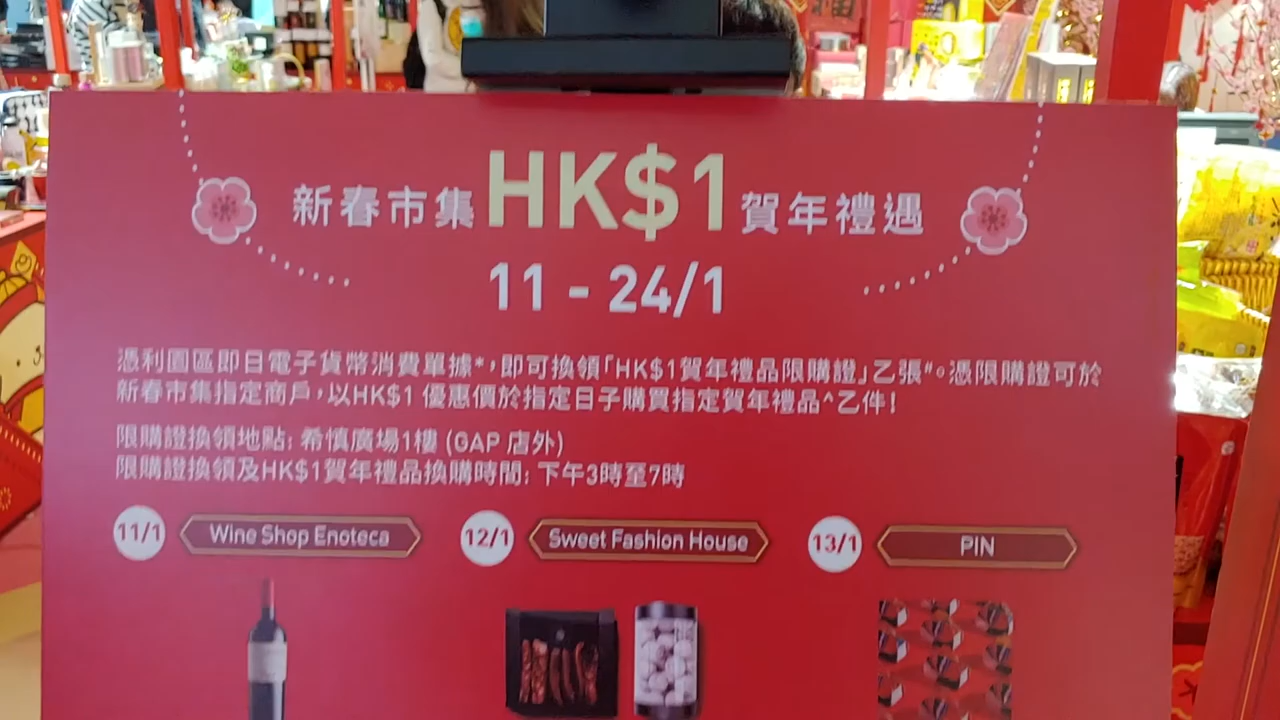 新春市集HK$1賀年禮遇
11 - 24/1
憑利園區即日電子貨幣消費單據*，即可換領「HK$1賀年禮品限購證」乙張#。憑限購證可於
新春市集指定商戶，以HK$1 優惠價於指定日子購買指定賀年禮品^乙件！
限購證換領地點: 希慎廣場1樓 (GAP 店外)
限購證換領及HK$1賀年禮品換購時間: 下午3時至7時
11/1 Wine Shop Enoteca 12/1 Sweet Fashion House 13/1 PIN